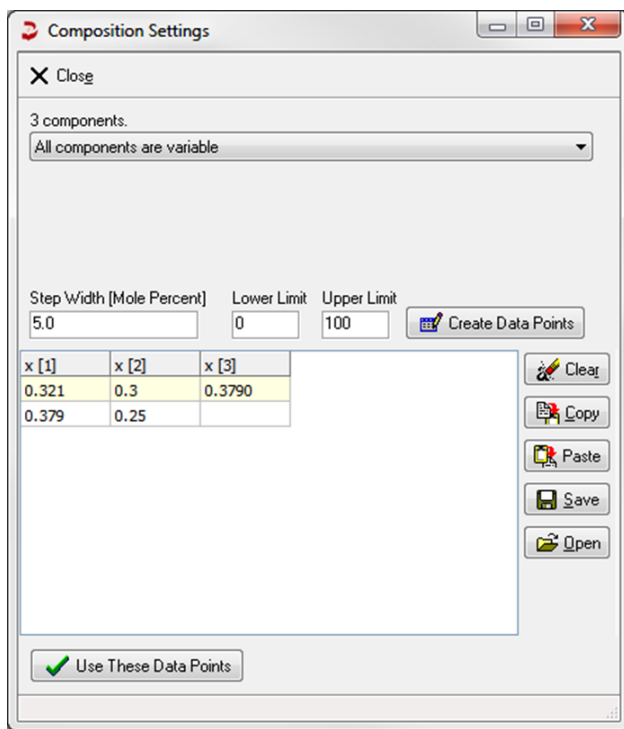 Composition Settings
Close
3 components.
All components are variable
Step Width [Mole Percent] Lower Limit Upper Limit
5.0 0 100 Create Data Points
x [1] x [2] x [3]
0.321 0.3 0.3790
0.379 0.25
Clear
Copy
Paste
Save
Open
Use These Data Points